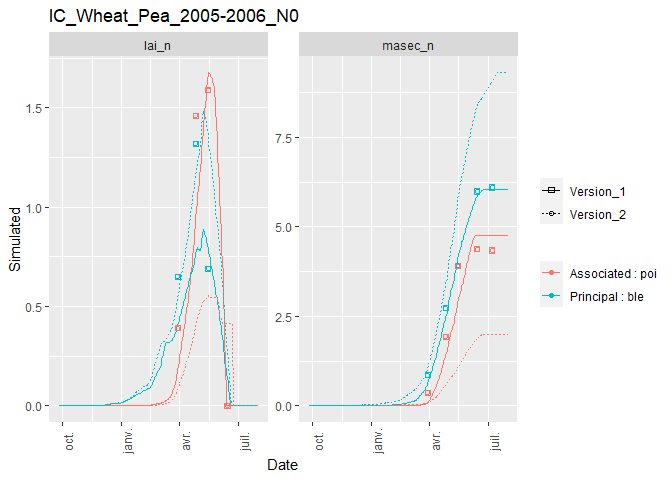 IC_Wheat_Pea_2005-2006_N0
lai_n
masec_n
Simulated
1.5
1.0
0.5
0.0
7.5
5.0
2.5
0.0
oct.
janv.
avr.
juil.
oct.
janv.
avr.
juil.
Date
Version_1
Version_2
Associated : poi
Principal : ble